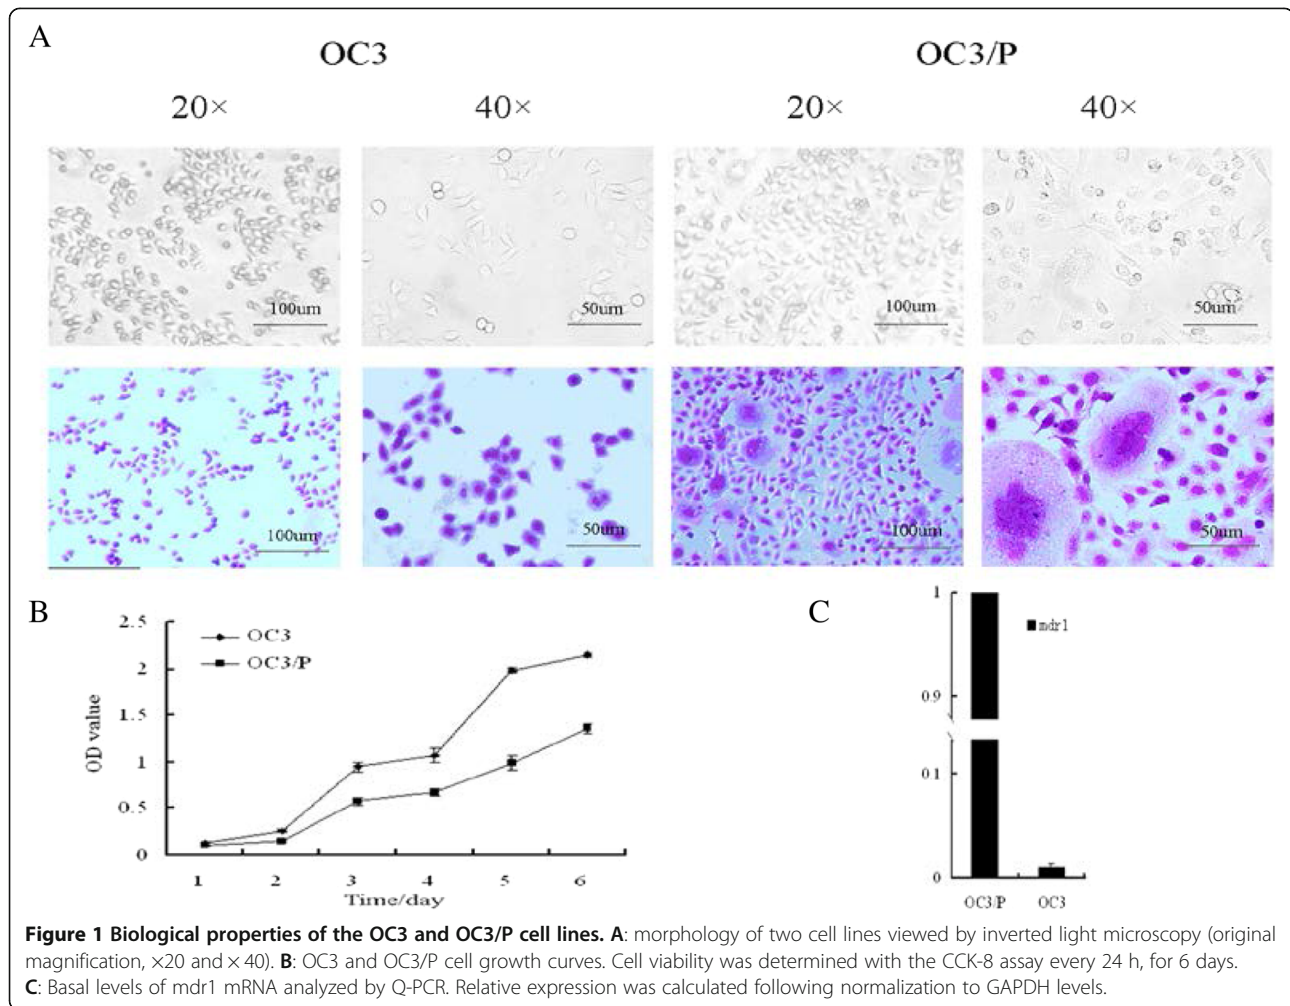 A
OC3 OC3/P
20× 40× 20× 40×
100um 50um 100um 50um
100um 50um 100um 50um
B
2.5
2
1.5
1
0.5
0
OC3
OC3/P
OD value
1 2 3 4 5 6
Time/day
C
1
0.9
0.1
0
mdr1
OC3/P OC3
Figure 1 Biological properties of the OC3 and OC3/P cell lines. A: morphology of two cell lines viewed by inverted light microscopy (original
magnification, ×20 and × 40). B: OC3 and OC3/P cell growth curves. Cell viability was determined with the CCK-8 assay every 24 h, for 6 days.
C: Basal levels of mdr1 mRNA analyzed by Q-PCR. Relative expression was calculated following normalization to GAPDH levels.